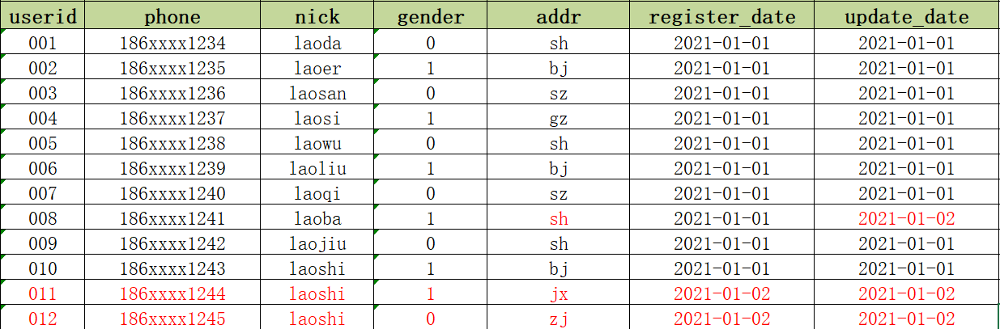 userid phone nick gender addr register_date update_date
001 186xxxx1234 laoda 0 sh 2021-01-01 2021-01-01
002 186xxxx1235 laoer 1 bj 2021-01-01 2021-01-01
003 186xxxx1236 laosan 0 sz 2021-01-01 2021-01-01
004 186xxxx1237 laosi 1 gz 2021-01-01 2021-01-01
005 186xxxx1238 laowu 0 sh 2021-01-01 2021-01-01
006 186xxxx1239 laoliu 1 bj 2021-01-01 2021-01-01
007 186xxxx1240 laoqi 0 sz 2021-01-01 2021-01-01
008 186xxxx1241 laoba 1 sh 2021-01-01 2021-01-02
009 186xxxx1242 laojiu 0 sh 2021-01-01 2021-01-01
010 186xxxx1243 laoshi 1 bj 2021-01-01 2021-01-01
011 186xxxx1244 laoshi 1 jx 2021-01-02 2021-01-02
012 186xxxx1245 laoshi 0 zj 2021-01-02 2021-01-02